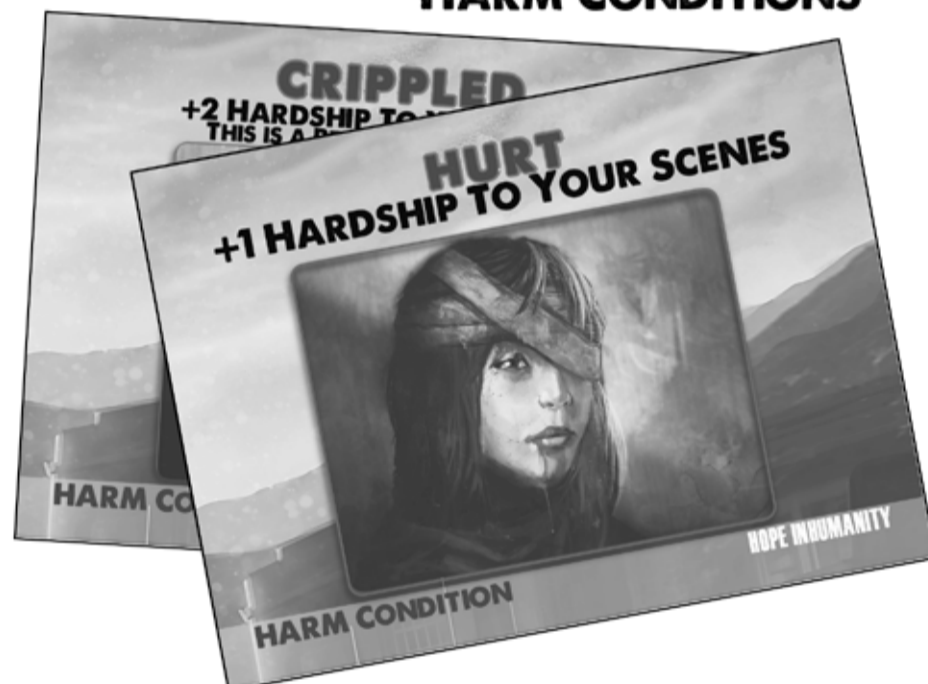 HARM CONDITIONS
CRIPPLED
+2 HARDSHIP TO
THIS IS A
HURT
+1 HARDSHIP TO YOUR SCENES
HOPE INHUMANITY
HARM CO
HARM CONDITION